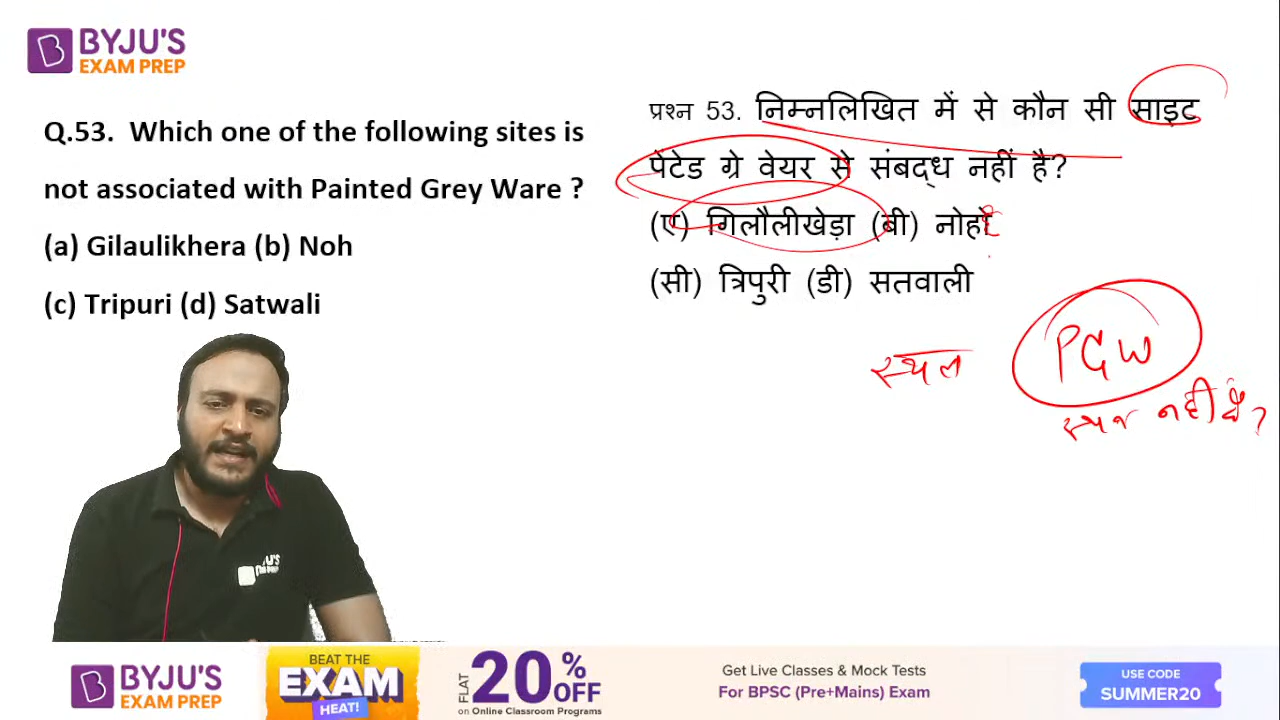 BYJU'S
EXAM PREP
Q.53. Which one of the following sites is
not associated with Painted Grey Ware ?
(a) Gilaulikhera (b) Noh
(c) Tripuri (d) Satwali
प्रश्न 53. निम्नलिखित में से कौन सी साइट
पेंटेड ग्रे वेयर से संबद्ध नहीं है?
(ए) गिलौलीखेड़ा (बी) नोहों
(सी) त्रिपुरी (डी) सतवाली
स्थल PGW
नहीं है?
BYJU'S
EXAM PREP
BEAT THE
EXAM
HEAT!
FLAT 20% OFF
on Online Classroom Programs
Get Live Classes & Mock Tests
For BPSC (Pre+Mains) Exam
USE CODE
SUMMER20